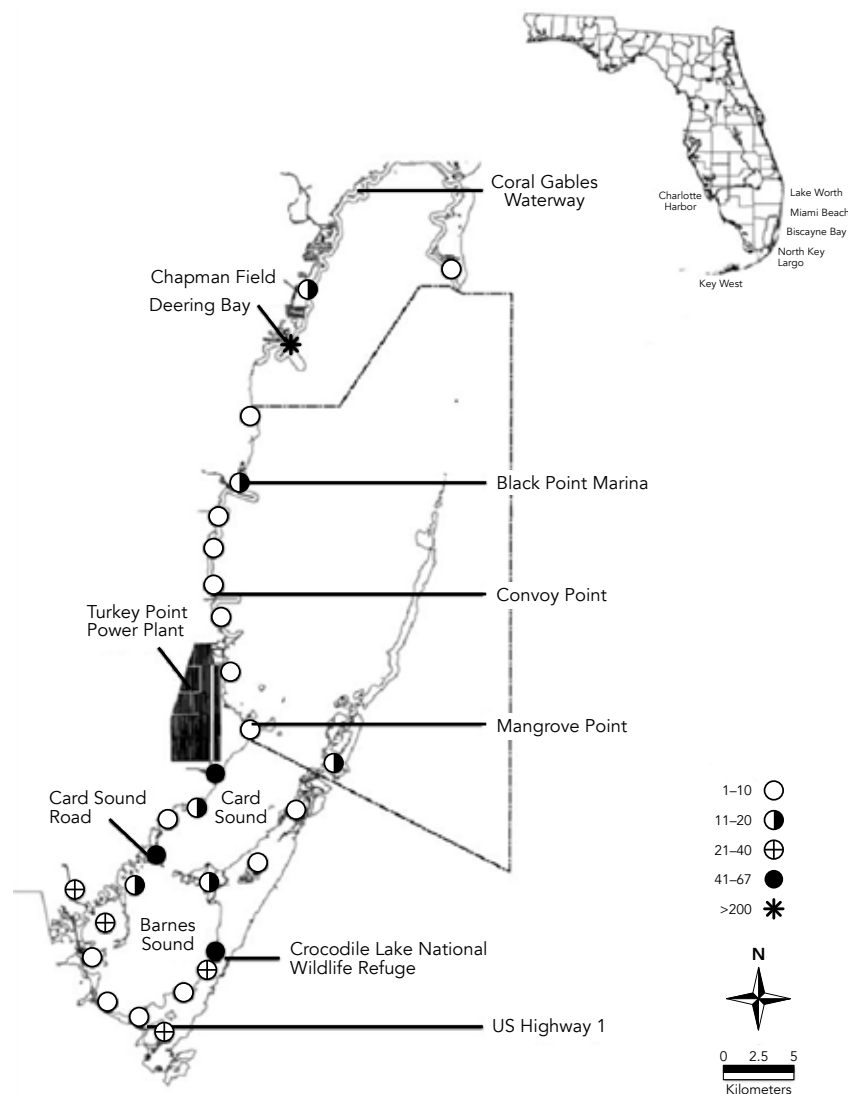 Charlotte
Harbor
Lake Worth
Miami Beach
Biscayne Bay
North Key
Largo
Key West
Coral Gables
Waterway
Chapman Field
Deering Bay
Black Point Marina
Convoy Point
Turkey Point
Power Plant
Mangrove Point
Card Sound
Road
Card
Sound
Barnes
Sound
Crocodile Lake National
Wildlife Refuge
US Highway 1
1–10
11–20
21–40
41–67
>200
N
0 2.5 5
Kilometers